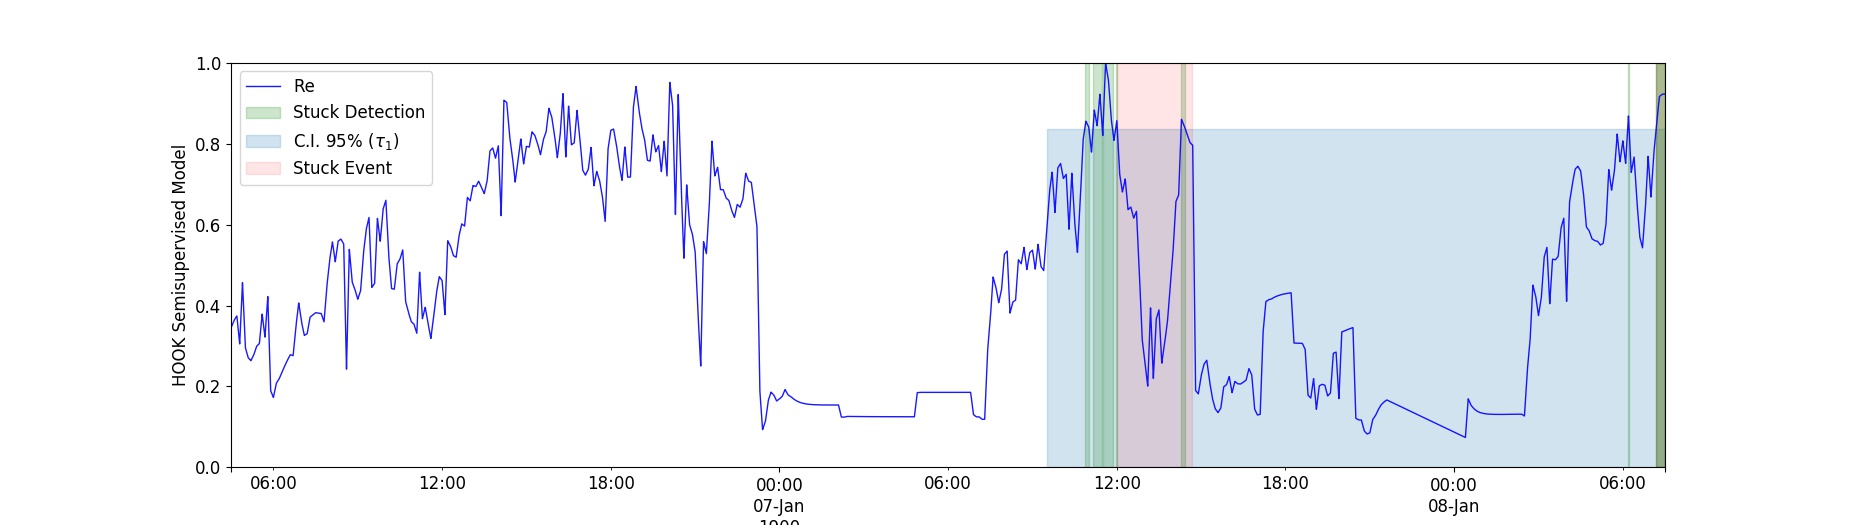 HOOK Semisupervised Model
1.0
0.8
0.6
0.4
0.2
0.0
Re
Stuck Detection
C.I. 95% (τ₁)
Stuck Event
06:00 12:00 18:00 00:00 06:00 12:00 18:00 00:00 06:00
07-Jan 08-Jan
1900